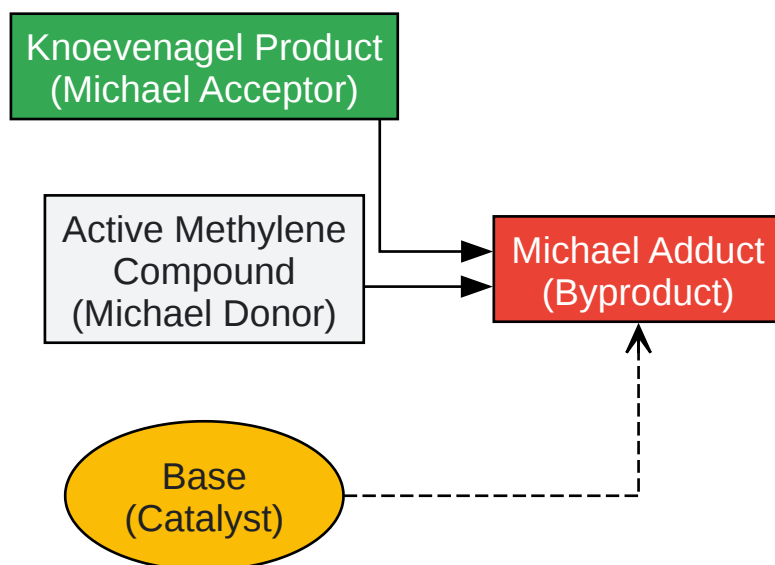 Knoevenagel Product
(Michael Acceptor)
Active Methylene
Compound
(Michael Donor)
Michael Adduct
(Byproduct)
Base
(Catalyst)